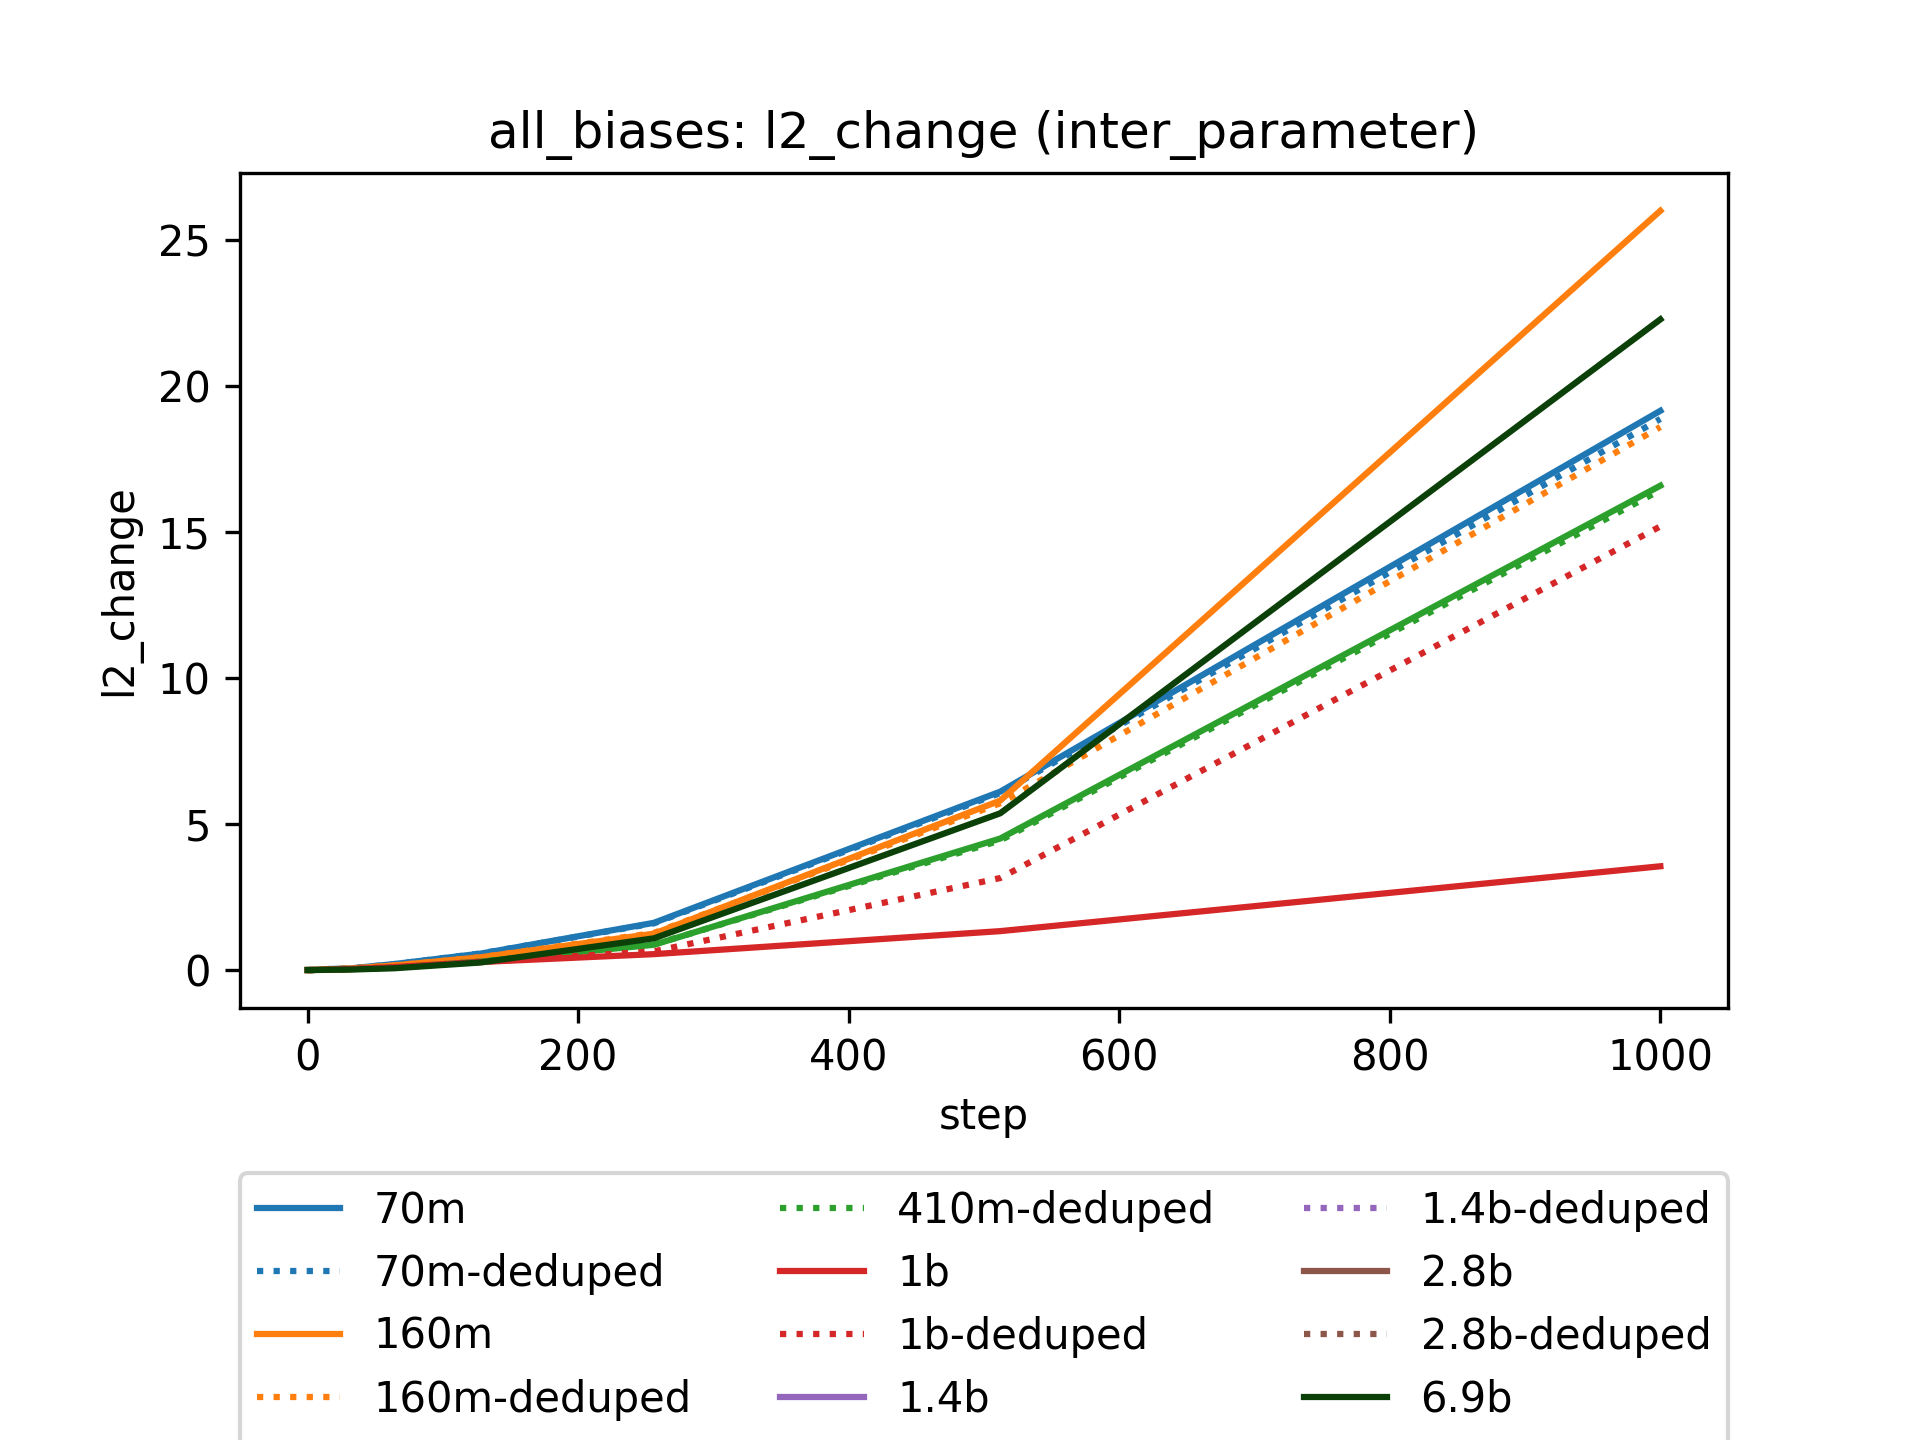 all_biases: l2_change (inter_parameter)
25
20
15
10
5
0
l2_change
0 200 400 600 800 1000
step
70m 410m-deduped 1.4b-deduped
70m-deduped 1b 2.8b
160m 1b-deduped 2.8b-deduped
160m-deduped 1.4b 6.9b